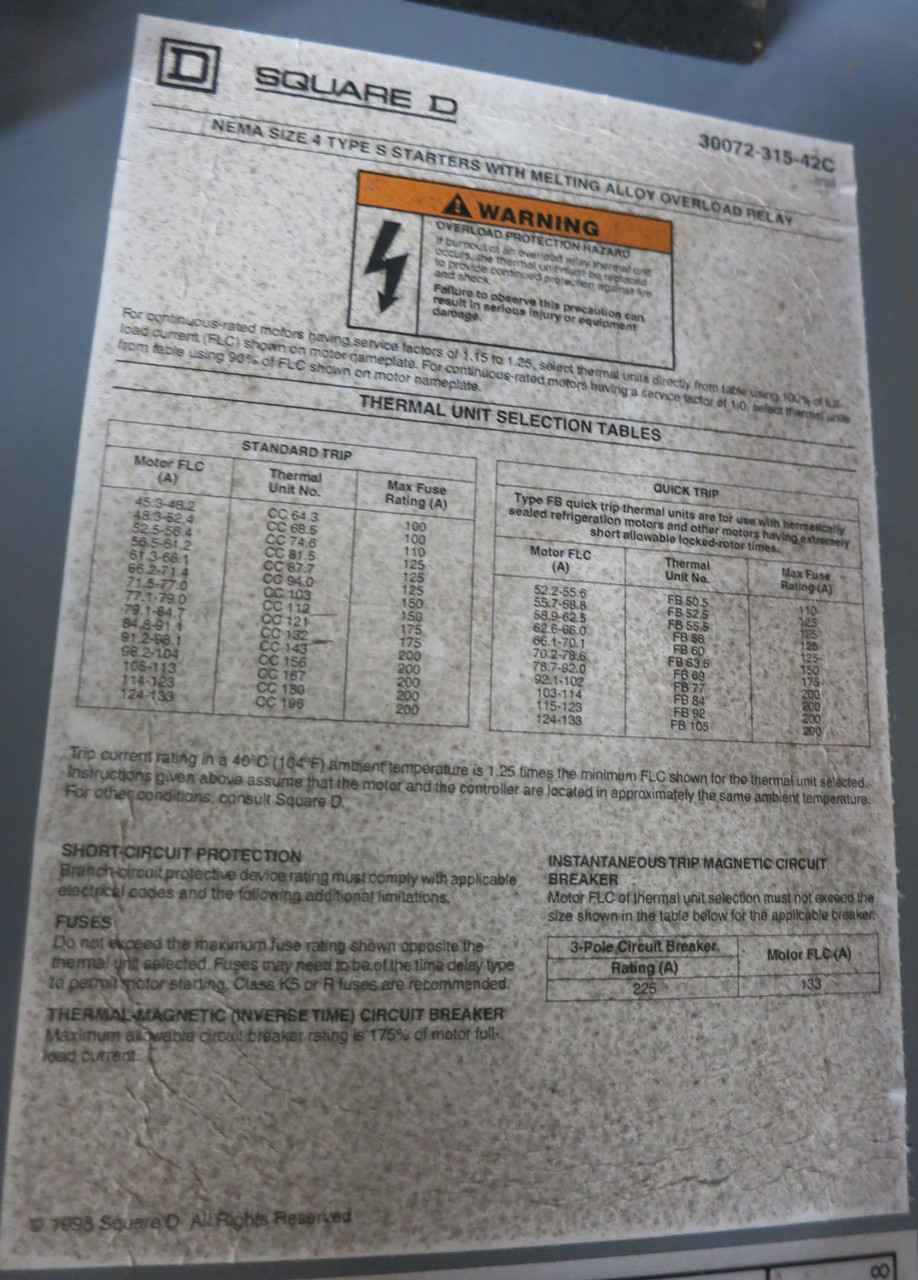 D SQUARE D
30072-315-42C
NEMA SIZE 4 TYPE S STARTERS WITH MELTING ALLOY OVERLOAD RELAY
WARNING
OVERLOAD PROTECTION HAZARD
If burnout of an overload relay thermal unit
occurs, the thermal unit must be replaced
to provide continued protection against fire
and shock.
Failure to observe this precaution can
result in serious injury or equipment
damage.
For continuous-rated motors having service factors of 1.15 to 1.25, select thermal units directly from table using 100% of full-
load current (FLC) shown on motor nameplate. For continuous-rated motors having a service factor of 1.0, select thermal units
from table using 90% of FLC shown on motor nameplate.
THERMAL UNIT SELECTION TABLES
STANDARD TRIP
Motor FLC (A) Thermal Unit No. Max Fuse Rating (A)
45.3-48.2 CC 64.3 100
48.3-52.4 CC 68.5 100
52.5-56.4 CC 74.6 110
56.5-61.2 CC 81.5 125
61.3-66.1 CC 87.7 125
66.2-71.4 CC 94.0 125
71.5-77.0 CC 103 150
77.1-79.0 CC 112 150
79.1-84.7 CC 121 175
84.8-91.1 CC 132 175
91.2-98.1 CC 143 200
98.2-104 CC 156 200
105-113 CC 167 200
114-123 CC 180 200
124-133 CC 196 200
QUICK TRIP
Type FB quick trip thermal units are for use with hermetically
sealed refrigeration motors and other motors having extremely
short allowable locked-rotor times.
Motor FLC (A) Thermal Unit No. Max Fuse Rating (A)
52.2-55.6 FB 50.5 110
55.7-58.8 FB 52.5 125
58.9-62.5 FB 55.5 125
62.6-66.0 FB 58 125
66.1-70.1 FB 60 125
70.2-78.6 FB 63.5 150
78.7-92.0 FB 69 175
92.1-102 FB 77 200
103-114 FB 84 200
115-123 FB 92 200
124-133 FB 105 200
Trip current rating in a 40°C (104°F) ambient temperature is 1.25 times the minimum FLC shown for the thermal unit selected.
Instructions given above assume that the motor and the controller are located in approximately the same ambient temperature.
For other conditions, consult Square D.
SHORT-CIRCUIT PROTECTION
Branch-circuit protective device rating must comply with applicable
electrical codes and the following additional limitations.
FUSES
Do not exceed the maximum fuse rating shown opposite the
thermal unit selected. Fuses may need to be of the time delay type
to permit motor starting. Class K5 or R fuses are recommended.
THERMAL-MAGNETIC (INVERSE TIME) CIRCUIT BREAKER
Maximum allowable circuit breaker rating is 175% of motor full-
load current.
INSTANTANEOUS TRIP MAGNETIC CIRCUIT
BREAKER
Motor FLC of thermal unit selection must not exceed the
size shown in the table below for the applicable breaker.
3-Pole Circuit Breaker Rating (A) Motor FLC (A)
225 133
© 1998 Square D All Rights Reserved